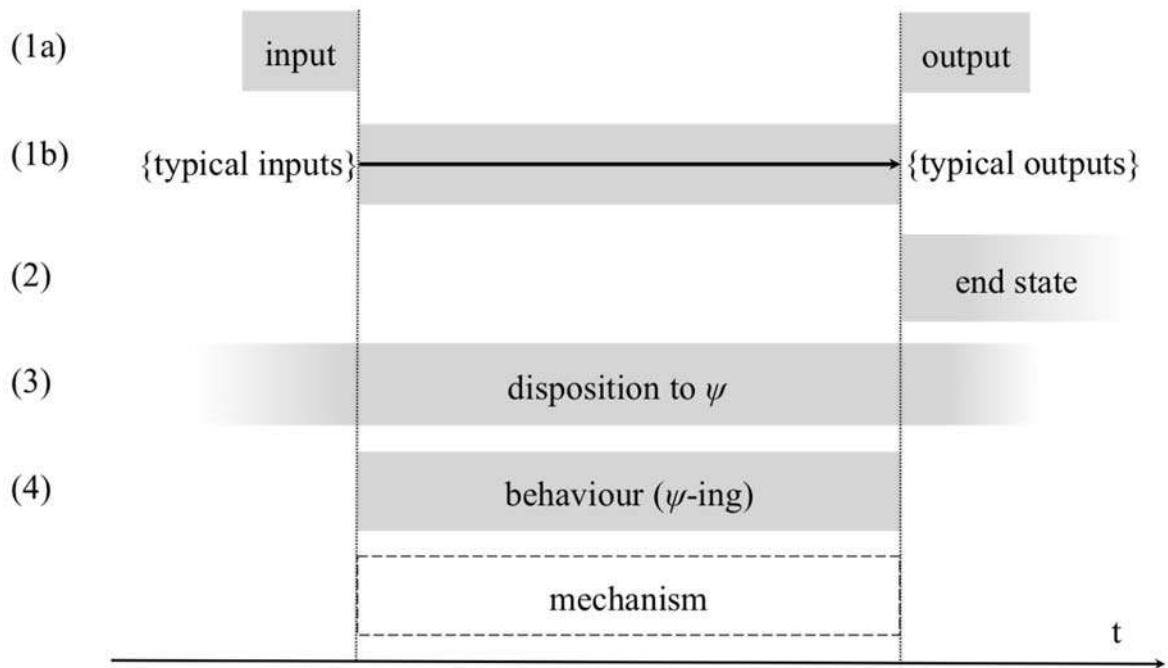 (1a) input output
(1b) {typical inputs} {typical outputs}
(2) end state
(3) disposition to ψ
(4) behaviour (ψ-ing)
mechanism
t